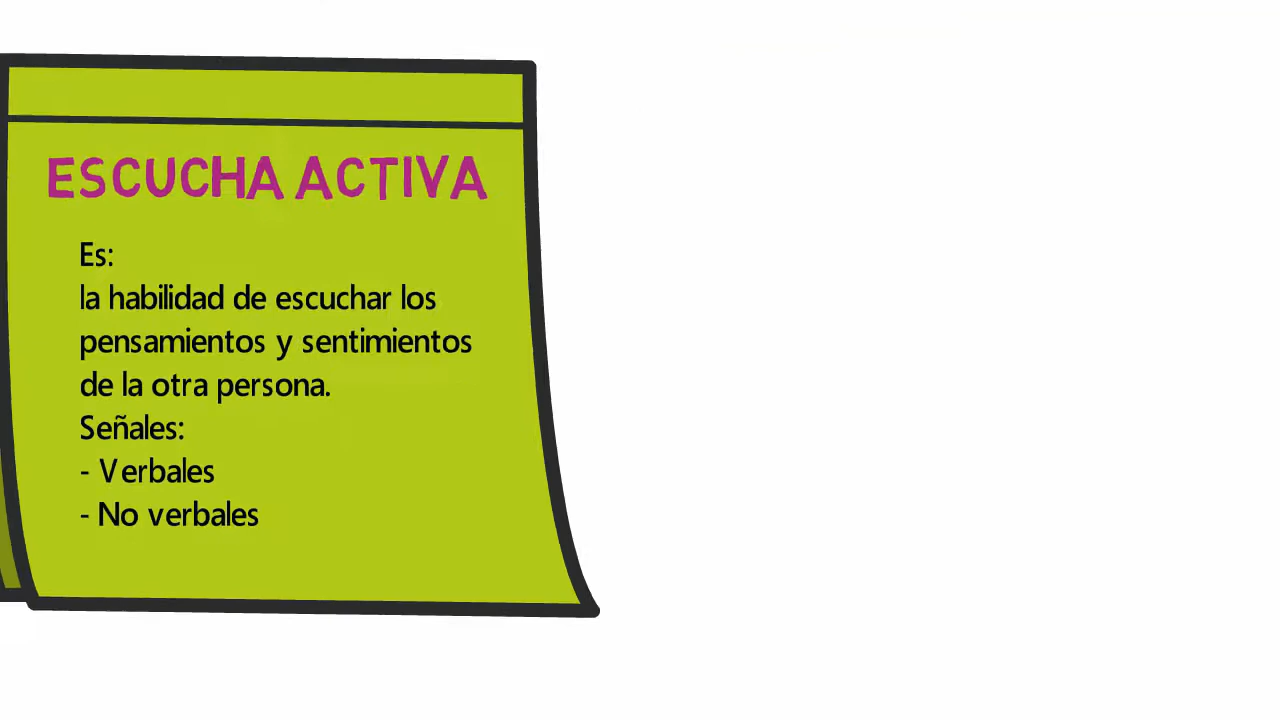 ESCUCHA ACTIVA
Es:
la habilidad de escuchar los
pensamientos y sentimientos
de la otra persona.
Señales:
- Verbales
- No verbales